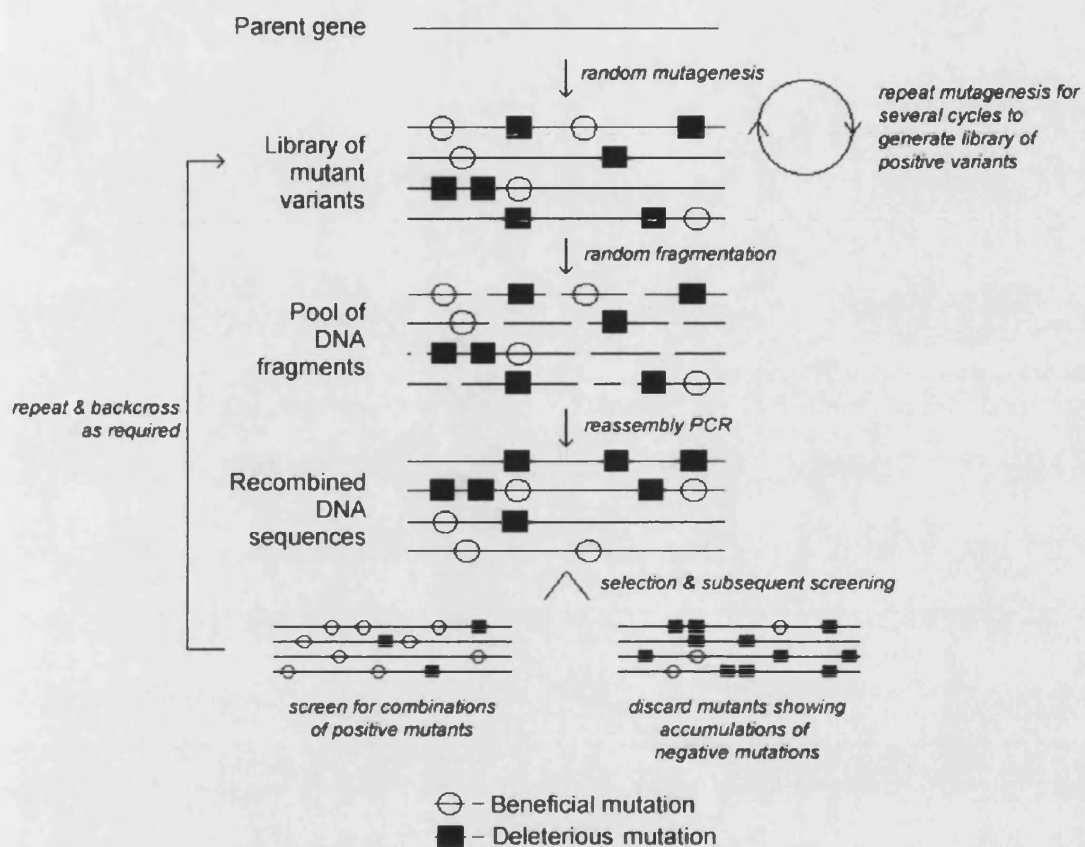 Parent gene
random mutagenesis
repeat mutagenesis for
several cycles to
generate library of
positive variants
Library of
mutant
variants
random fragmentation
Pool of
DNA
fragments
repeat & backcross
as required
reassembly PCR
Recombined
DNA
sequences
selection & subsequent screening
screen for combinations
of positive mutants
discard mutants showing
accumulations of
negative mutations
– Beneficial mutation
– Deleterious mutation